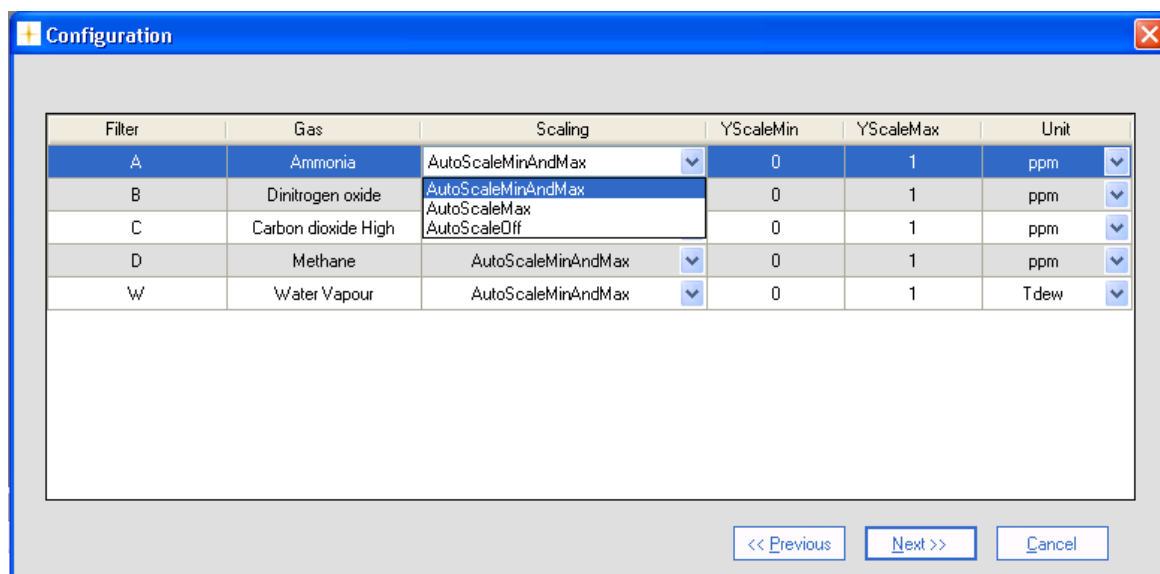 Configuration
Filter Gas Scaling YScaleMin YScaleMax Unit
A Ammonia AutoScaleMinAndMax 0 1 ppm
B Dinitrogen oxide AutoScaleMinAndMax 0 1 ppm
AutoScaleMax
C Carbon dioxide High AutoScaleOff 0 1 ppm
D Methane AutoScaleMinAndMax 0 1 ppm
W Water Vapour AutoScaleMinAndMax 0 1 Tdew
<< Previous Next >> Cancel